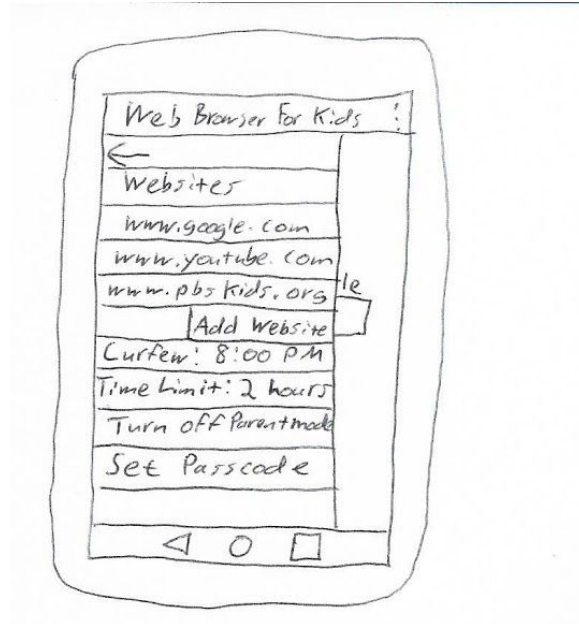 Web Browser For Kids
Websites
www.google.com
www.youtube.com
www.pbskids.org
le
Add Website
Curfew: 8:00 PM
Time Limit: 2 hours
Turn off Parentmode
Set Passcode